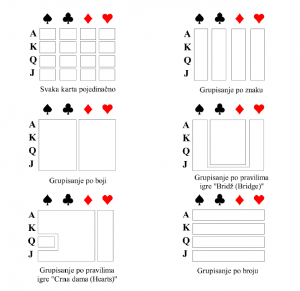 A
K
Q
J
Svaka karta pojedinačno
Grupisanje po znaku
A
K
Q
J
A
K
Q
J
Grupisanje po boji
Grupisanje po pravilima
igre "Bridž (Bridge)"
A
K
Q
J
A
K
Q
J
Grupisanje po pravilima
igre "Crna dama (Hearts)"
Grupisanje po broju